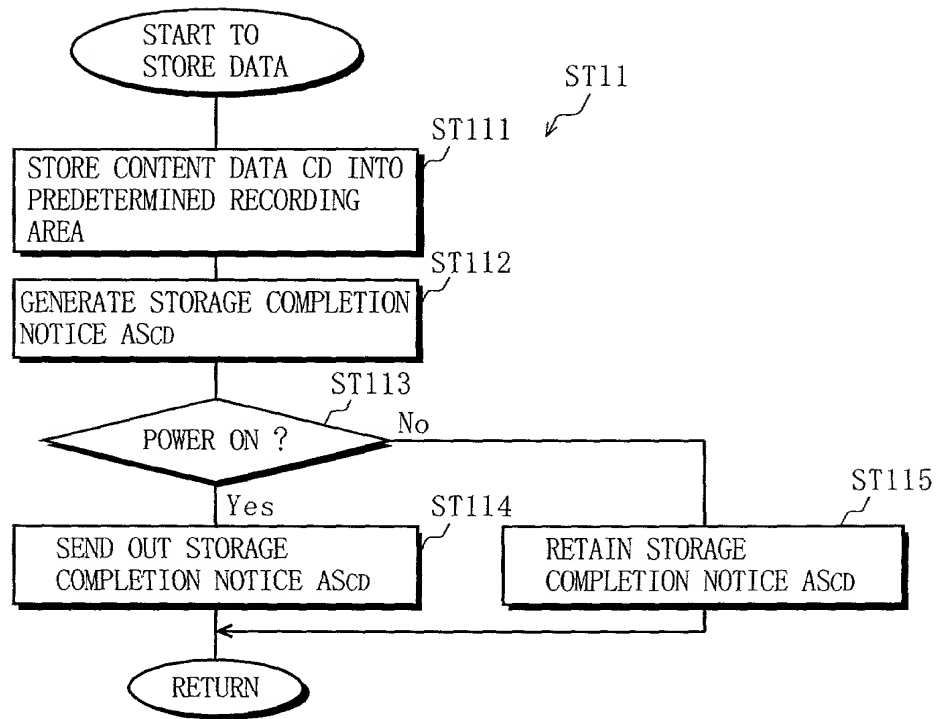 START TO
STORE DATA
ST11
ST111
STORE CONTENT DATA CD INTO
PREDETERMINED RECORDING
AREA
ST112
GENERATE STORAGE COMPLETION
NOTICE ASCD
ST113
POWER ON ?
No
Yes
ST114
SEND OUT STORAGE
COMPLETION NOTICE ASCD
ST115
RETAIN STORAGE
COMPLETION NOTICE ASCD
RETURN